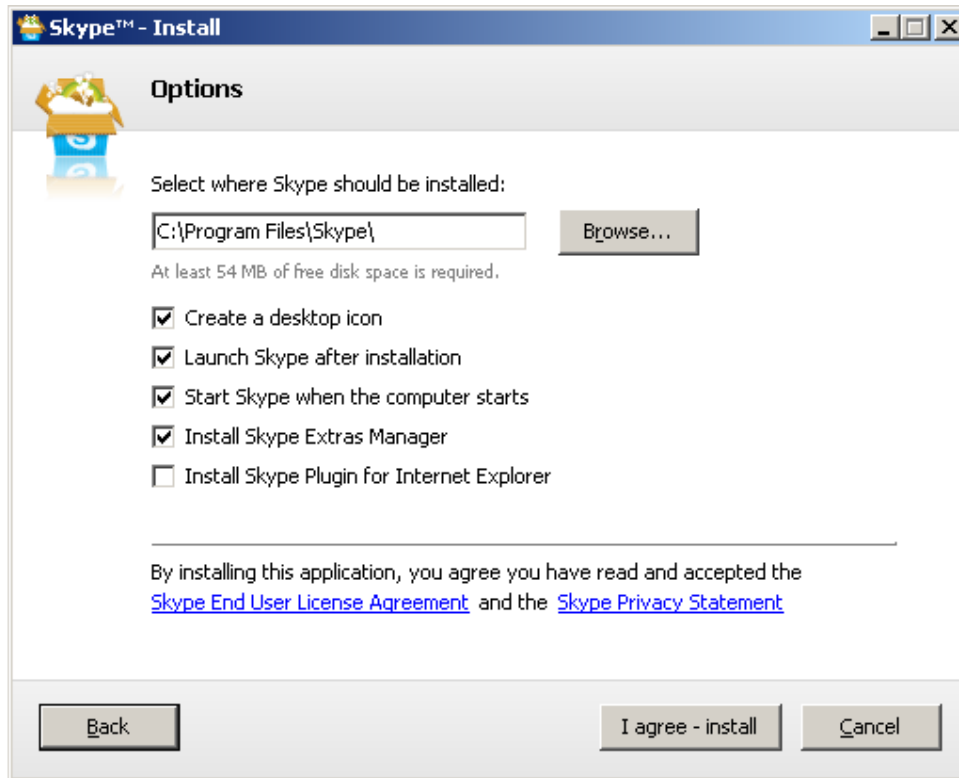 Skype™ - Install
Options
Select where Skype should be installed:
C:\Program Files\Skype\
Browse...
At least 54 MB of free disk space is required.
Create a desktop icon
Launch Skype after installation
Start Skype when the computer starts
Install Skype Extras Manager
Install Skype Plugin for Internet Explorer
By installing this application, you agree you have read and accepted the
Skype End User License Agreement and the Skype Privacy Statement
Back I agree - install Cancel